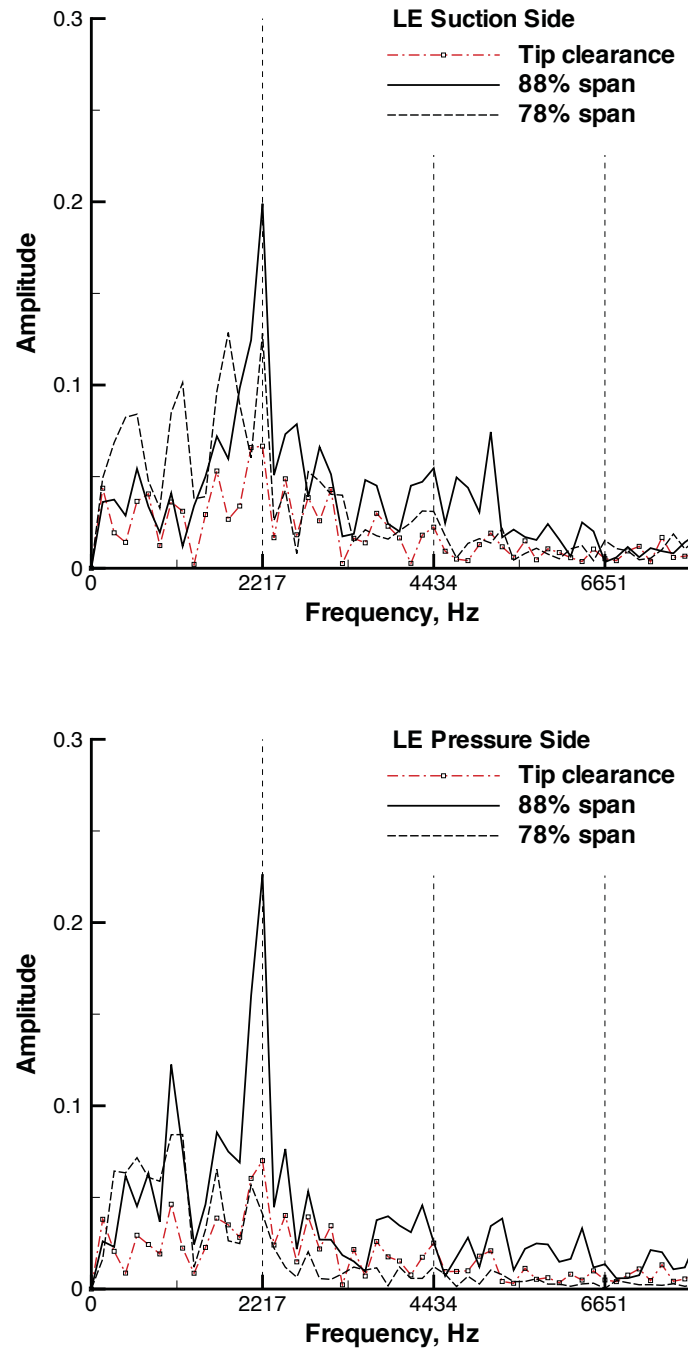 0.3
LE Suction Side
Tip clearance
88% span
78% span
0.2
Amplitude
0.1
0
0 2217 4434 6651
Frequency, Hz
0.3
LE Pressure Side
Tip clearance
88% span
78% span
0.2
Amplitude
0.1
0
0 2217 4434 6651
Frequency, Hz